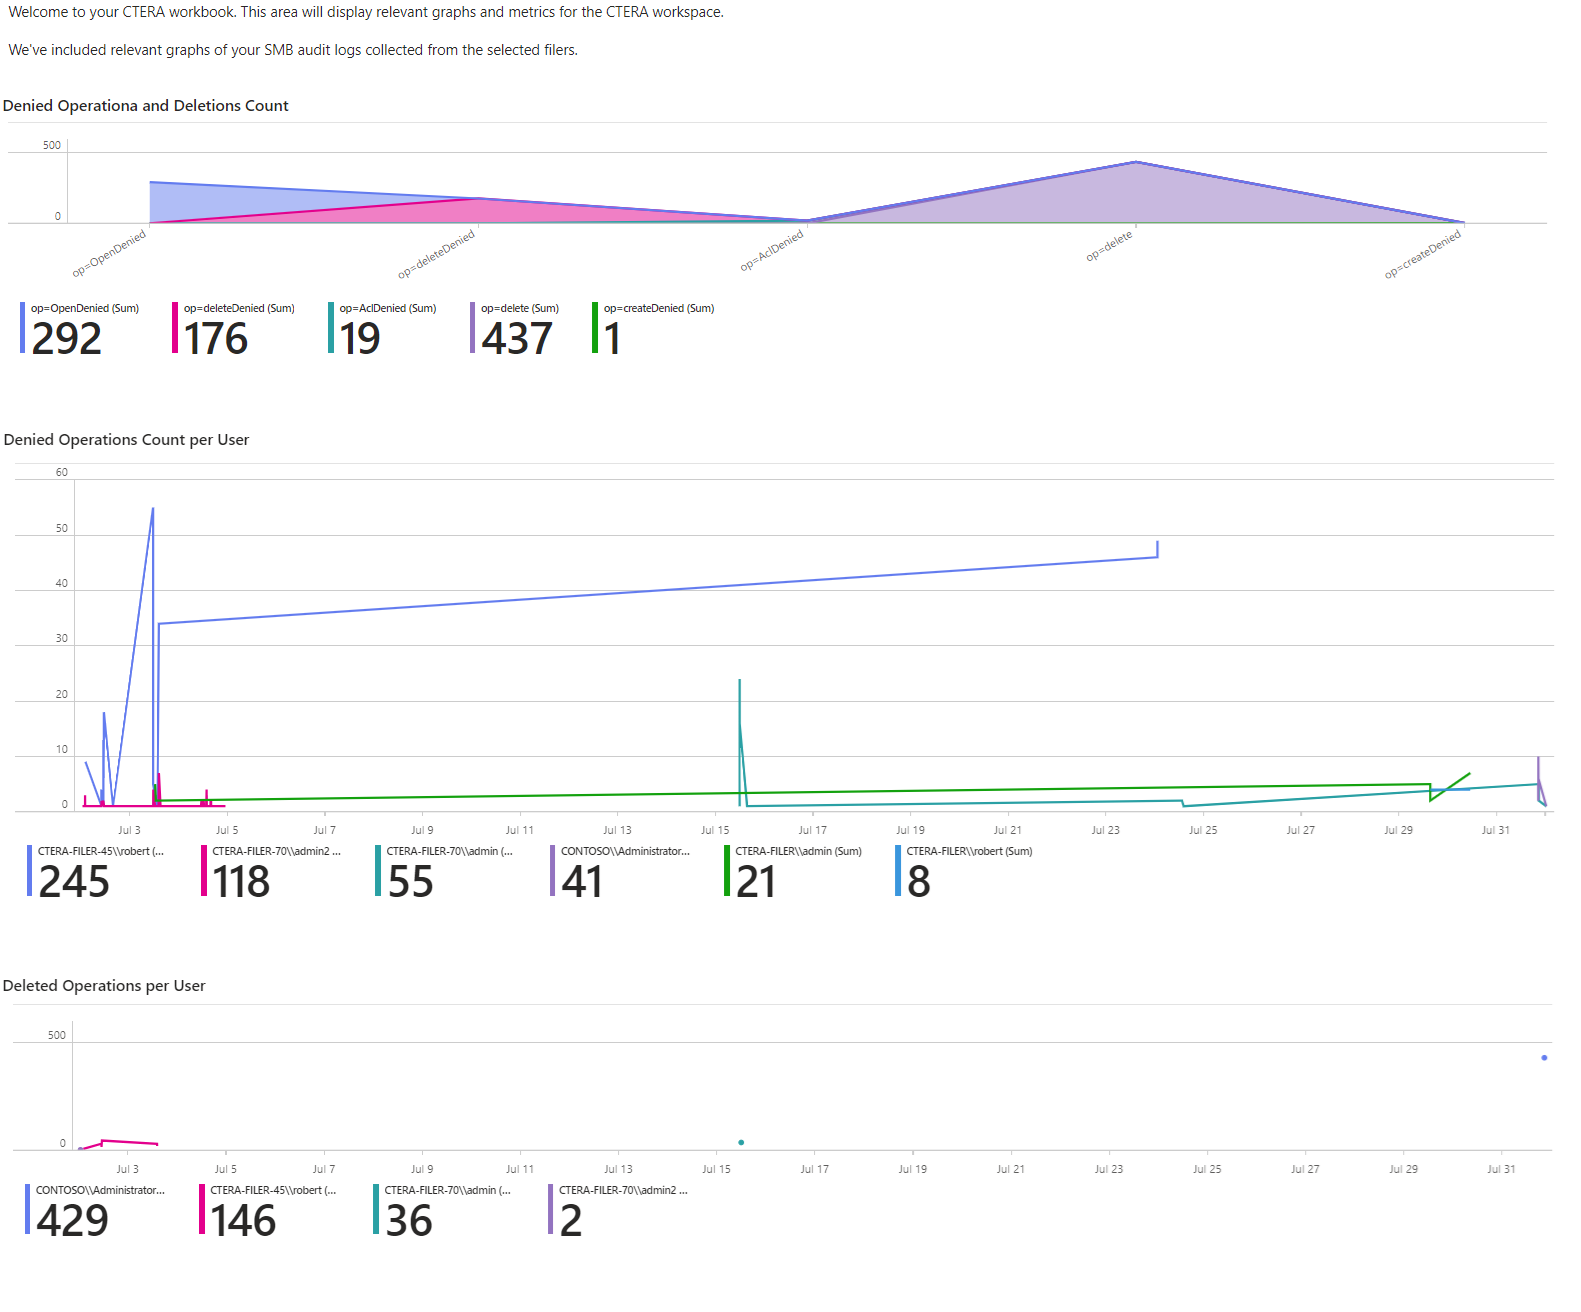 Welcome to your CTERA workbook. This area will display relevant graphs and metrics for the CTERA workspace.
We've included relevant graphs of your SMB audit logs collected from the selected filers.
Denied Operationa and Deletions Count
500
0
op=OpenDenied
op=deleteDenied
op=AclDenied
op=delete
op=createDenied
op=OpenDenied (Sum)
292
op=deleteDenied (Sum)
176
op=AclDenied (Sum)
19
op=delete (Sum)
437
op=createDenied (Sum)
1
Denied Operations Count per User
60
50
40
30
20
10
0
Jul 3 Jul 5 Jul 7 Jul 9 Jul 11 Jul 13 Jul 15 Jul 17 Jul 19 Jul 21 Jul 23 Jul 25 Jul 27 Jul 29 Jul 31
CTERA-FILER-45\\robert (...
245
CTERA-FILER-70\\admin2 ...
118
CTERA-FILER-70\\admin (...
55
CONTOSO\\Administrator...
41
CTERA-FILER\\admin (Sum)
21
CTERA-FILER\\robert (Sum)
8
Deleted Operations per User
500
0
Jul 3 Jul 5 Jul 7 Jul 9 Jul 11 Jul 13 Jul 15 Jul 17 Jul 19 Jul 21 Jul 23 Jul 25 Jul 27 Jul 29 Jul 31
CONTOSO\\Administrator...
429
CTERA-FILER-45\\robert (...
146
CTERA-FILER-70\\admin (...
36
CTERA-FILER-70\\admin2 ...
2